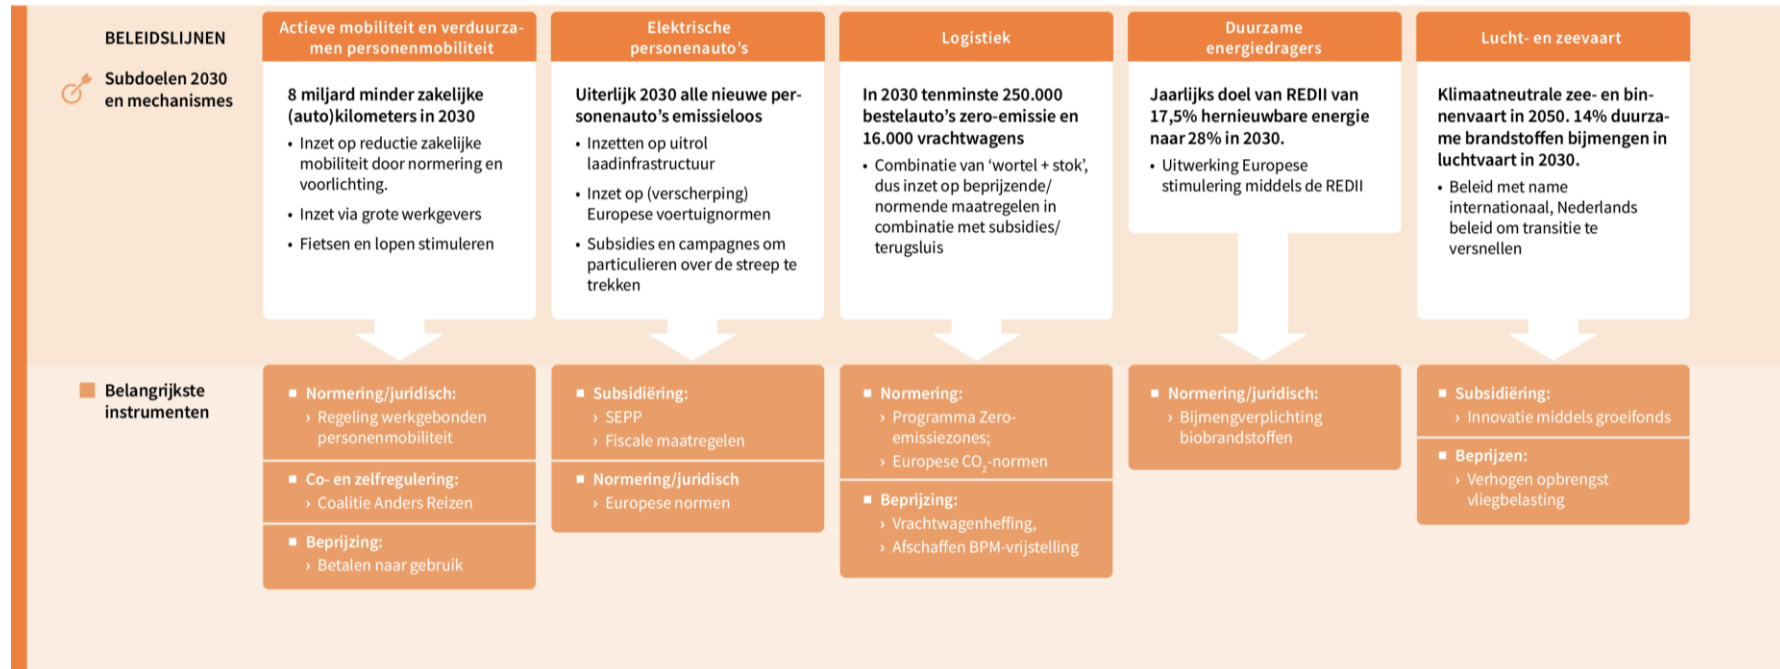 BELEIDSLIJNEN
Subdoelen 2030
en mechanismes
Actieve mobiliteit en verduurza-
men personenmobiliteit
8 miljard minder zakelijke
(auto)kilometers in 2030
• Inzet op reductie zakelijke
mobiliteit door normering en
voorlichting.
• Inzet via grote werkgevers
• Fietsen en lopen stimuleren
Elektrische
personenauto's
Uiterlijk 2030 alle nieuwe per-
sonenauto's emissieloos
• Inzetten op uitrol
laadinfrastructuur
• Inzet op (verscherping)
Europese voertuignormen
• Subsidies en campagnes om
particulieren over de streep te
trekken
Logistiek
In 2030 tenminste 250.000
bestelauto's zero-emissie en
16.000 vrachtwagens
• Combinatie van 'wortel + stok',
dus inzet op beprijzende/
normende maatregelen in
combinatie met subsidies/
terugsluis
Duurzame
energiedragers
Jaarlijks doel van REDII van
17,5% hernieuwbare energie
naar 28% in 2030.
• Uitwerking Europese
stimulering middels de REDII
Lucht- en zeevaart
Klimaatneutrale zee- en bin-
nenvaart in 2050. 14% duurza-
me brandstoffen bijmengen in
luchtvaart in 2030.
• Beleid met name
internationaal, Nederlands
beleid om transitie te
versnellen
Belangrijkste
instrumenten
Normering/juridisch:
› Regeling werkgebonden
personenmobiliteit
Co- en zelfregulering:
› Coalitie Anders Reizen
Beprijzing:
› Betalen naar gebruik
Subsidiëring:
› SEPP
› Fiscale maatregelen
Normering/juridisch
› Europese normen
Normering:
› Programma Zero-
emissiezones;
› Europese CO₂-normen
Beprijzing:
› Vrachtwagenheffing,
› Afschaffen BPM-vrijstelling
Normering/juridisch:
› Bijmengverplichting
biobrandstoffen
Subsidiëring:
› Innovatie middels groeifonds
Beprijzen:
› Verhogen opbrengst
vliegbelasting